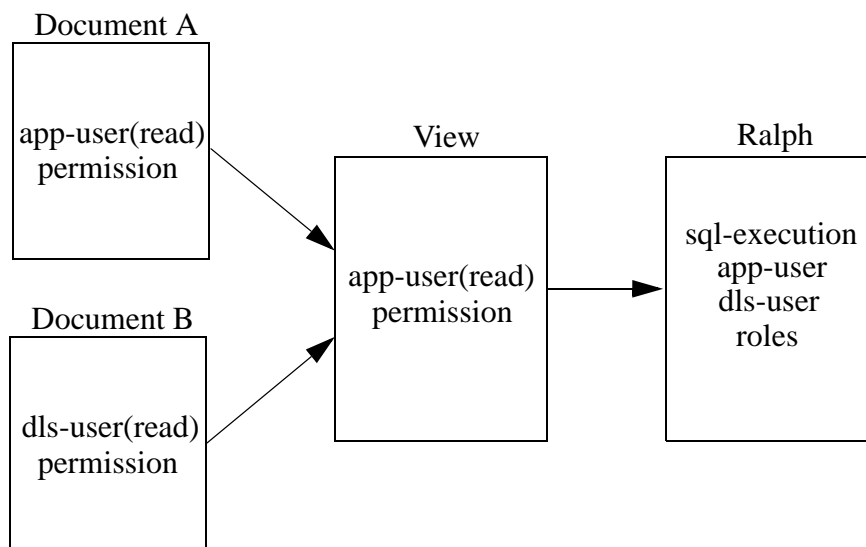 Document A
app-user(read)
permission
Document B
dls-user(read)
permission
View
app-user(read)
permission
Ralph
sql-execution
app-user
dls-user
roles